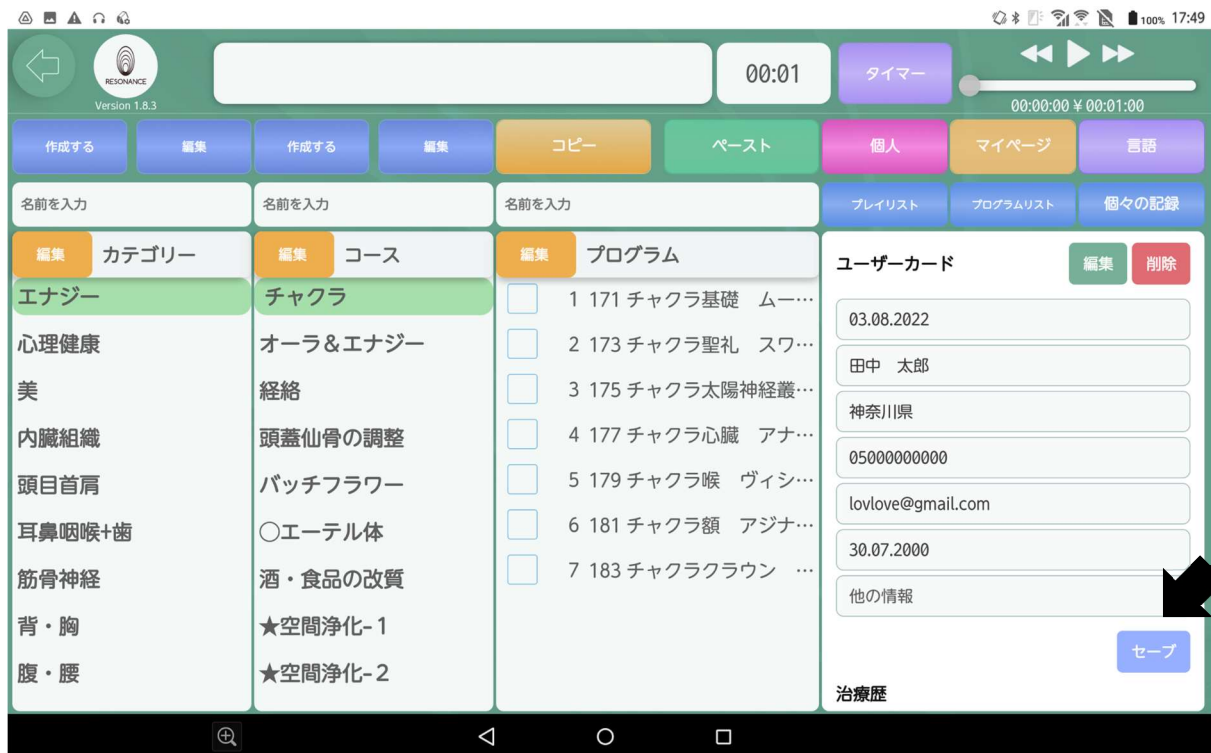 100% 17:49
RESONANCE
Version 1.8.3
00:01
タイマー
00:00:00 ¥ 00:01:00
作成する 編集 作成する 編集 コピー ペースト 個人 マイページ 言語
名前を入力 名前を入力 名前を入力 プレイリスト プログラムリスト 個々の記録
編集 カテゴリー
エナジー
心理健康
美
内臓組織
頭目首肩
耳鼻咽喉+歯
筋骨神経
背・胸
腹・腰
編集 コース
チャクラ
オーラ&エナジー
経絡
頭蓋仙骨の調整
バッチフラワー
○エーテル体
酒・食品の改質
★空間浄化-1
★空間浄化-2
編集 プログラム
1 171 チャクラ基礎 ムー…
2 173 チャクラ聖礼 スワ…
3 175 チャクラ太陽神経叢…
4 177 チャクラ心臓 アナ…
5 179 チャクラ喉 ヴィシ…
6 181 チャクラ額 アジナ…
7 183 チャクラクラウン …
ユーザーカード 編集 削除
03.08.2022
田中 太郎
神奈川県
05000000000
lovlove@gmail.com
30.07.2000
他の情報
セーブ
治療歴